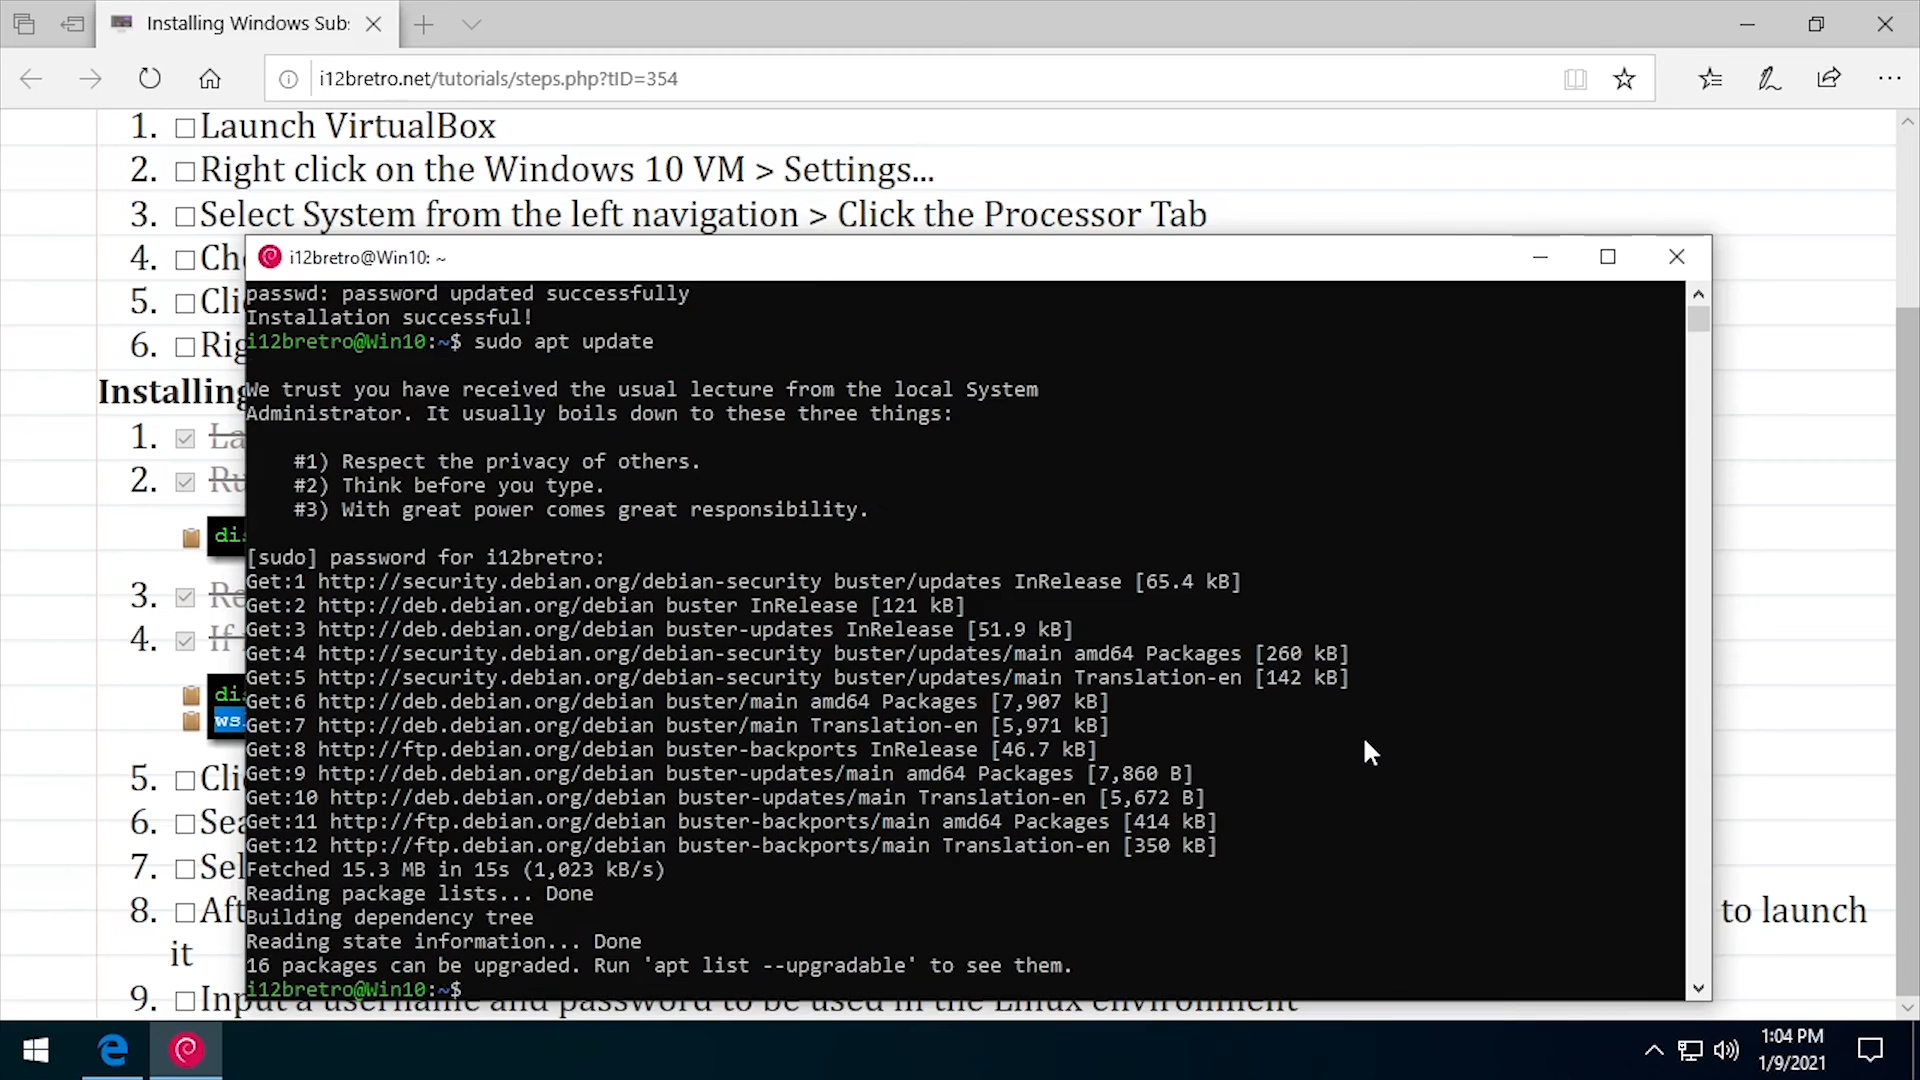 Installing Windows Sub:
i12bretro.net/tutorials/steps.php?tID=354
1. Launch VirtualBox
2. Right click on the Windows 10 VM > Settings...
3. Select System from the left navigation > Click the Processor Tab
4.
5.
6.
Installing
1.
2.
3.
4. If
5.
6.
7.
8. to launch
it
9. Input a username and password to be used in the Linux environment
i12bretro@Win10: ~
passwd: password updated successfully
Installation successful!
i12bretro@Win10:~$ sudo apt update
We trust you have received the usual lecture from the local System
Administrator. It usually boils down to these three things:
#1) Respect the privacy of others.
#2) Think before you type.
#3) With great power comes great responsibility.
[sudo] password for i12bretro:
Get:1 http://security.debian.org/debian-security buster/updates InRelease [65.4 kB]
Get:2 http://deb.debian.org/debian buster InRelease [121 kB]
Get:3 http://deb.debian.org/debian buster-updates InRelease [51.9 kB]
Get:4 http://security.debian.org/debian-security buster/updates/main amd64 Packages [260 kB]
Get:5 http://security.debian.org/debian-security buster/updates/main Translation-en [142 kB]
Get:6 http://deb.debian.org/debian buster/main amd64 Packages [7,907 kB]
Get:7 http://deb.debian.org/debian buster/main Translation-en [5,971 kB]
Get:8 http://ftp.debian.org/debian buster-backports InRelease [46.7 kB]
Get:9 http://deb.debian.org/debian buster-updates/main amd64 Packages [7,860 B]
Get:10 http://deb.debian.org/debian buster-updates/main Translation-en [5,672 B]
Get:11 http://ftp.debian.org/debian buster-backports/main amd64 Packages [414 kB]
Get:12 http://ftp.debian.org/debian buster-backports/main Translation-en [350 kB]
Fetched 15.3 MB in 15s (1,023 kB/s)
Reading package lists... Done
Building dependency tree
Reading state information... Done
16 packages can be upgraded. Run 'apt list --upgradable' to see them.
i12bretro@Win10:~$
1:04 PM
1/9/2021